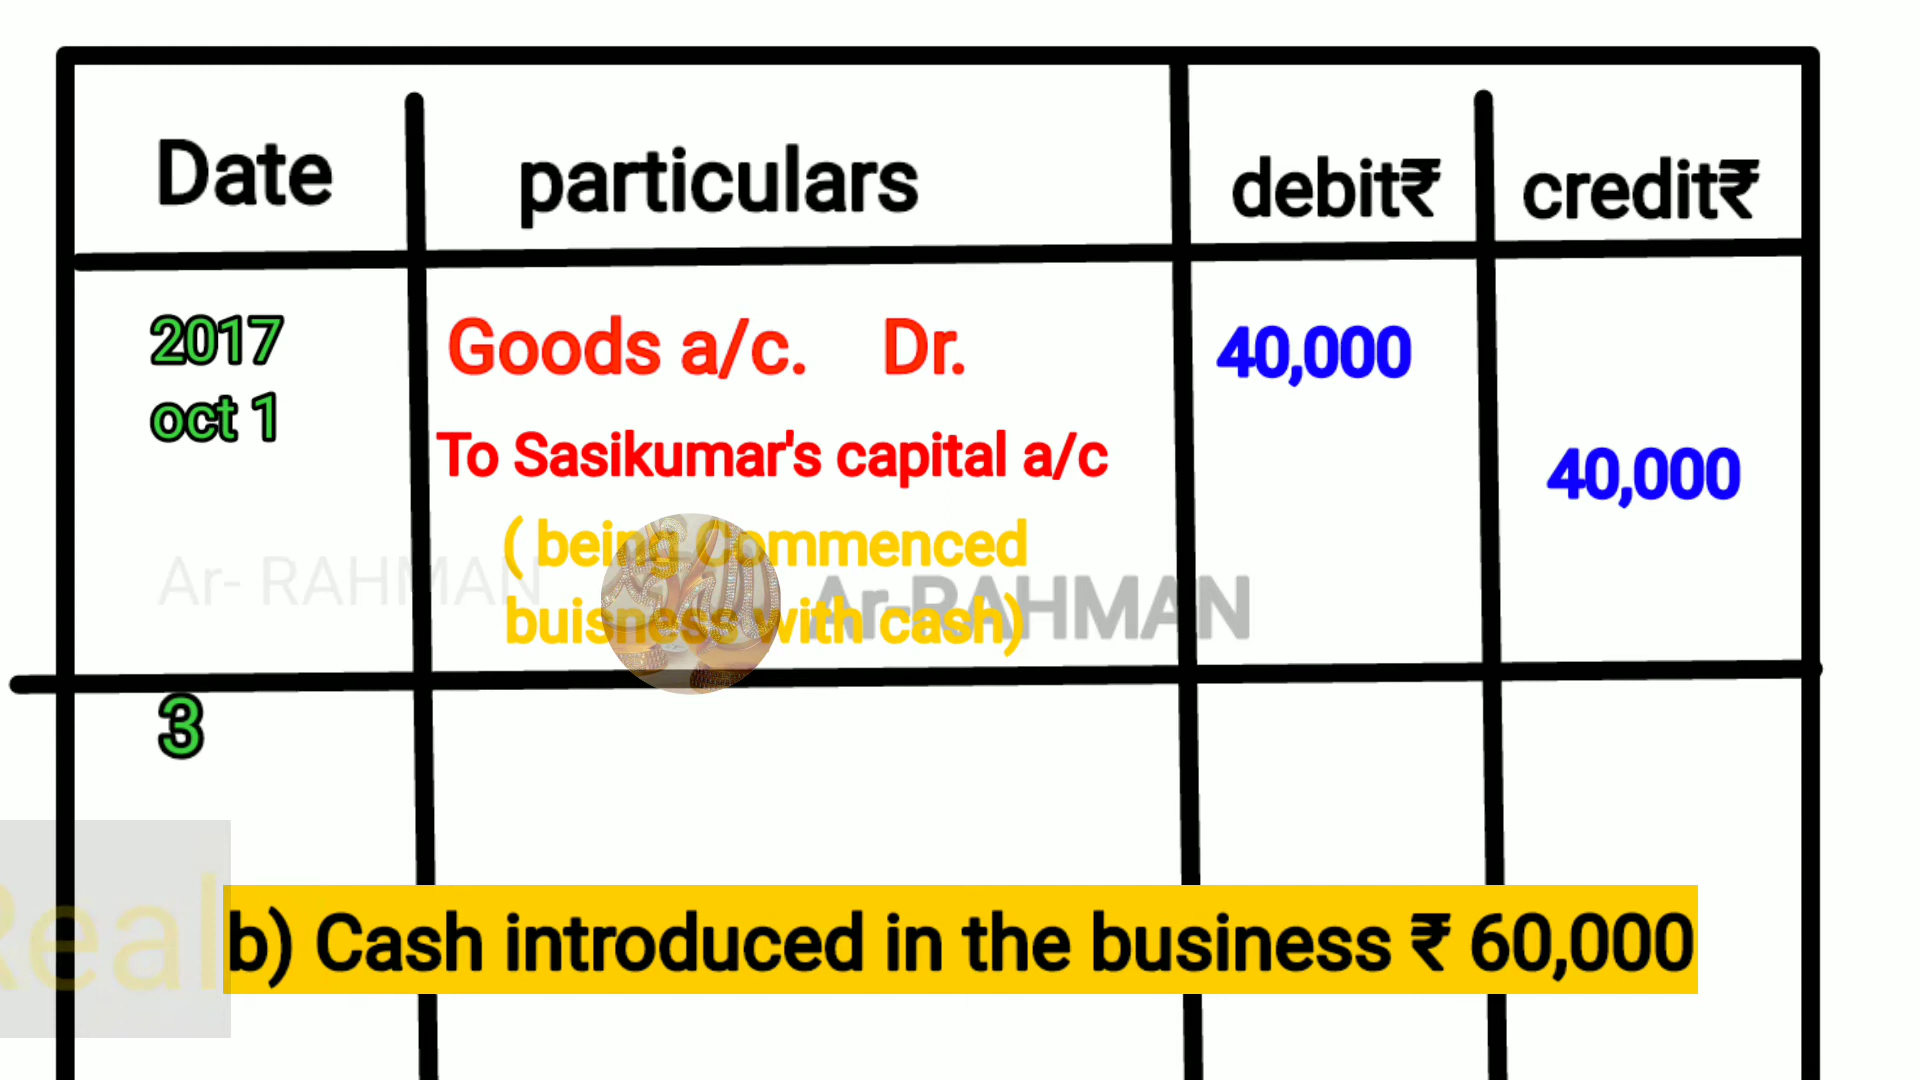 Date particulars debit₹ credit₹
2017 Goods a/c. Dr. 40,000
oct 1
To Sasikumar's capital a/c 40,000
( being Commenced
Ar- RAHMAN
buisness with cash)
Ar-RAHMAN
3
Real
b) Cash introduced in the business ₹ 60,000